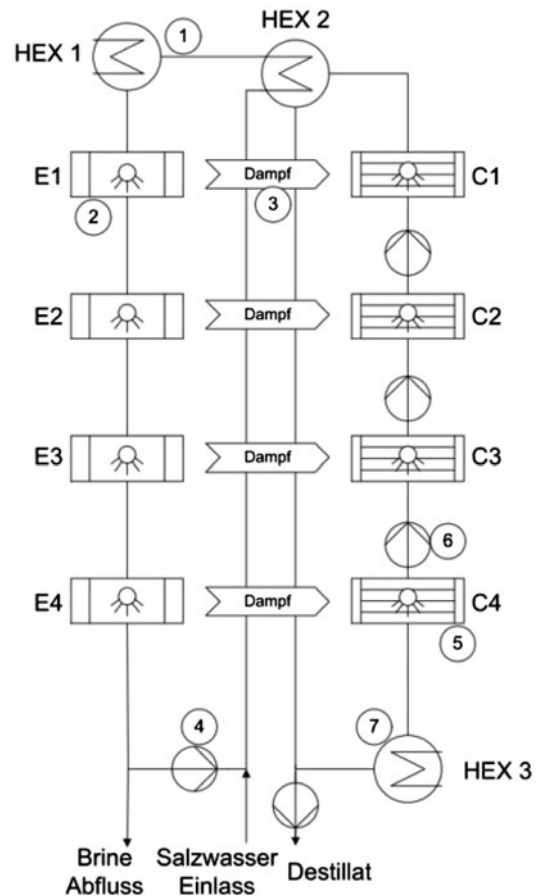 HEX 1
1
HEX 2
E1
Dampf
C1
2
3
E2
Dampf
C2
E3
Dampf
C3
6
E4
Dampf
C4
5
4
7
HEX 3
Brine
Abfluss
Salzwasser
Einlass
Destillat